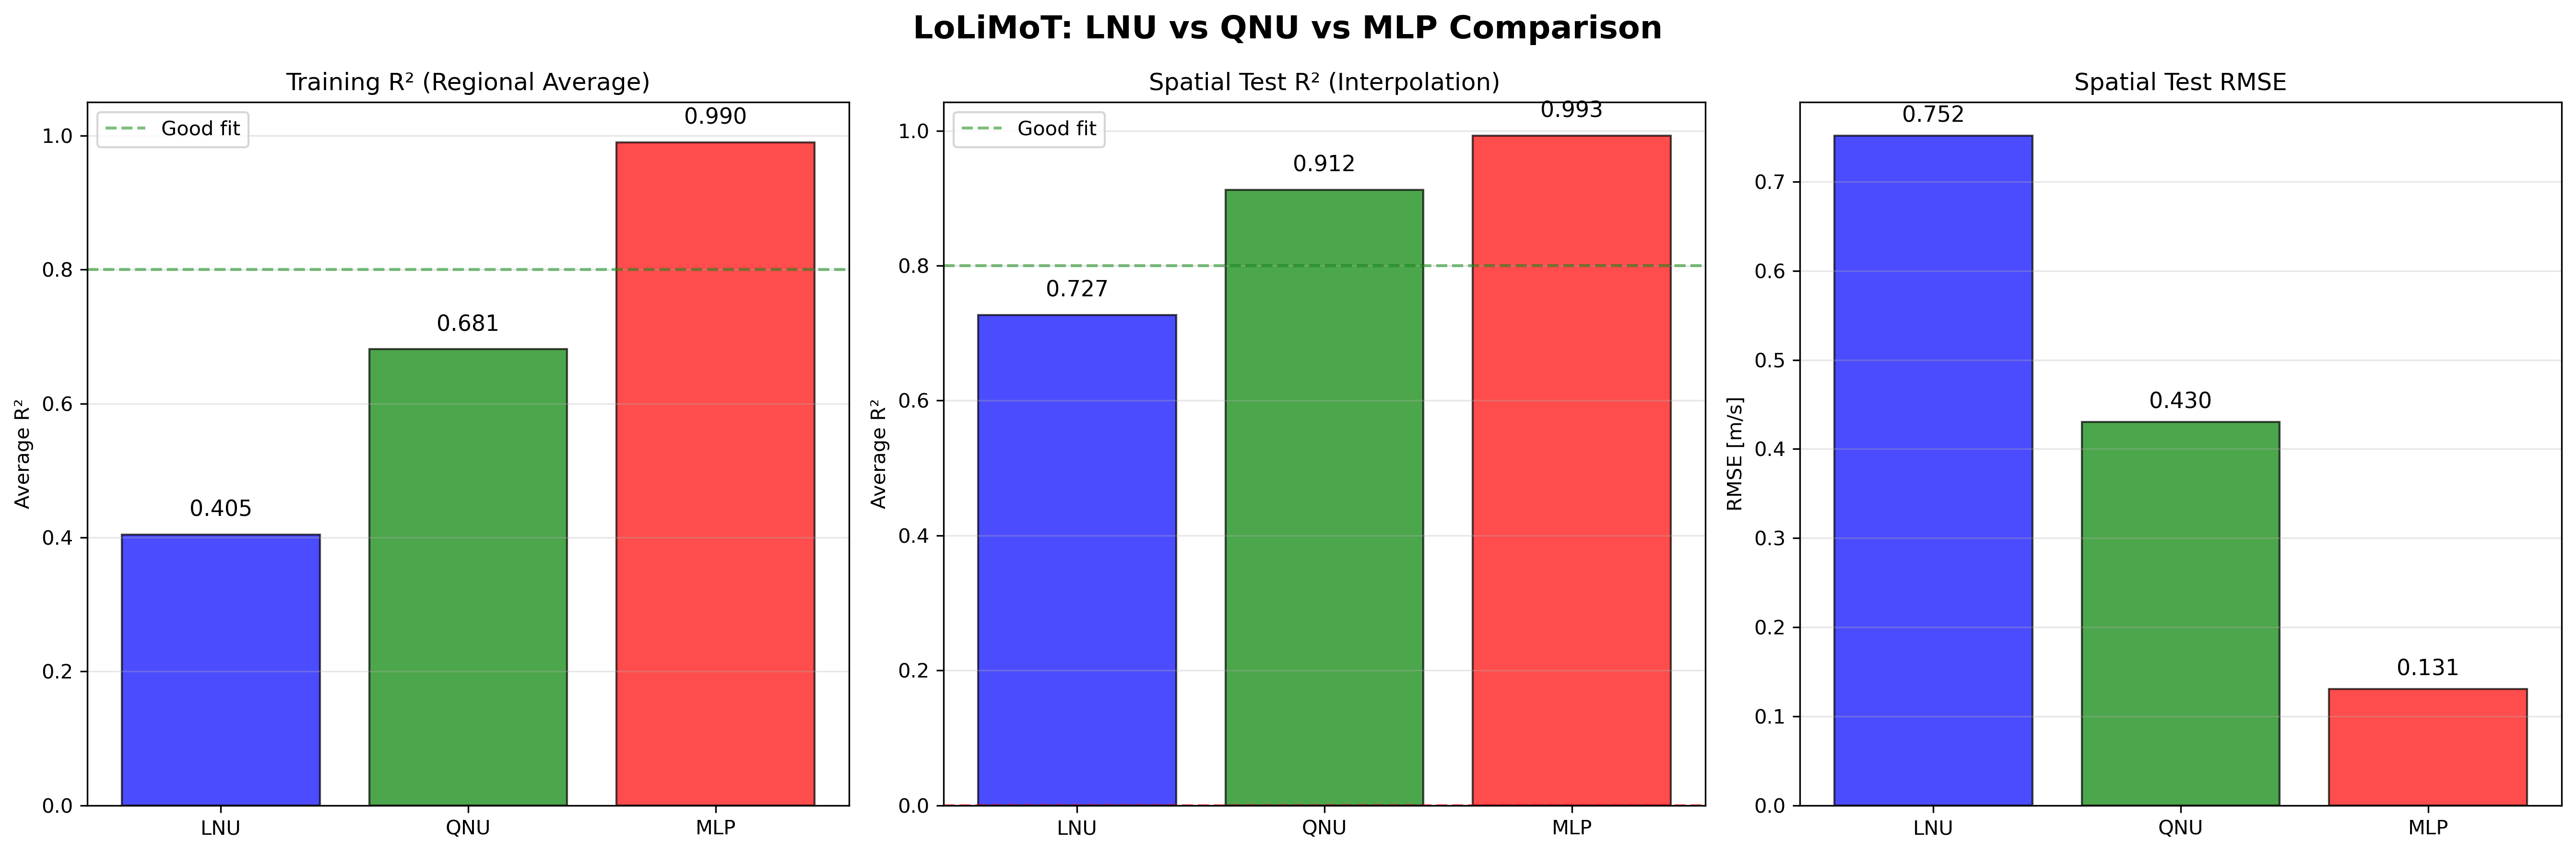 LoLiMoT: LNU vs QNU vs MLP Comparison
Training R² (Regional Average)
Good fit
0.990
0.681
0.405
1.0
0.8
0.6
0.4
0.2
0.0
Average R²
LNU
QNU
MLP
Spatial Test R² (Interpolation)
Good fit
0.993
0.912
0.727
1.0
0.8
0.6
0.4
0.2
0.0
Average R²
LNU
QNU
MLP
Spatial Test RMSE
0.752
0.430
0.131
0.7
0.6
0.5
0.4
0.3
0.2
0.1
0.0
RMSE [m/s]
LNU
QNU
MLP